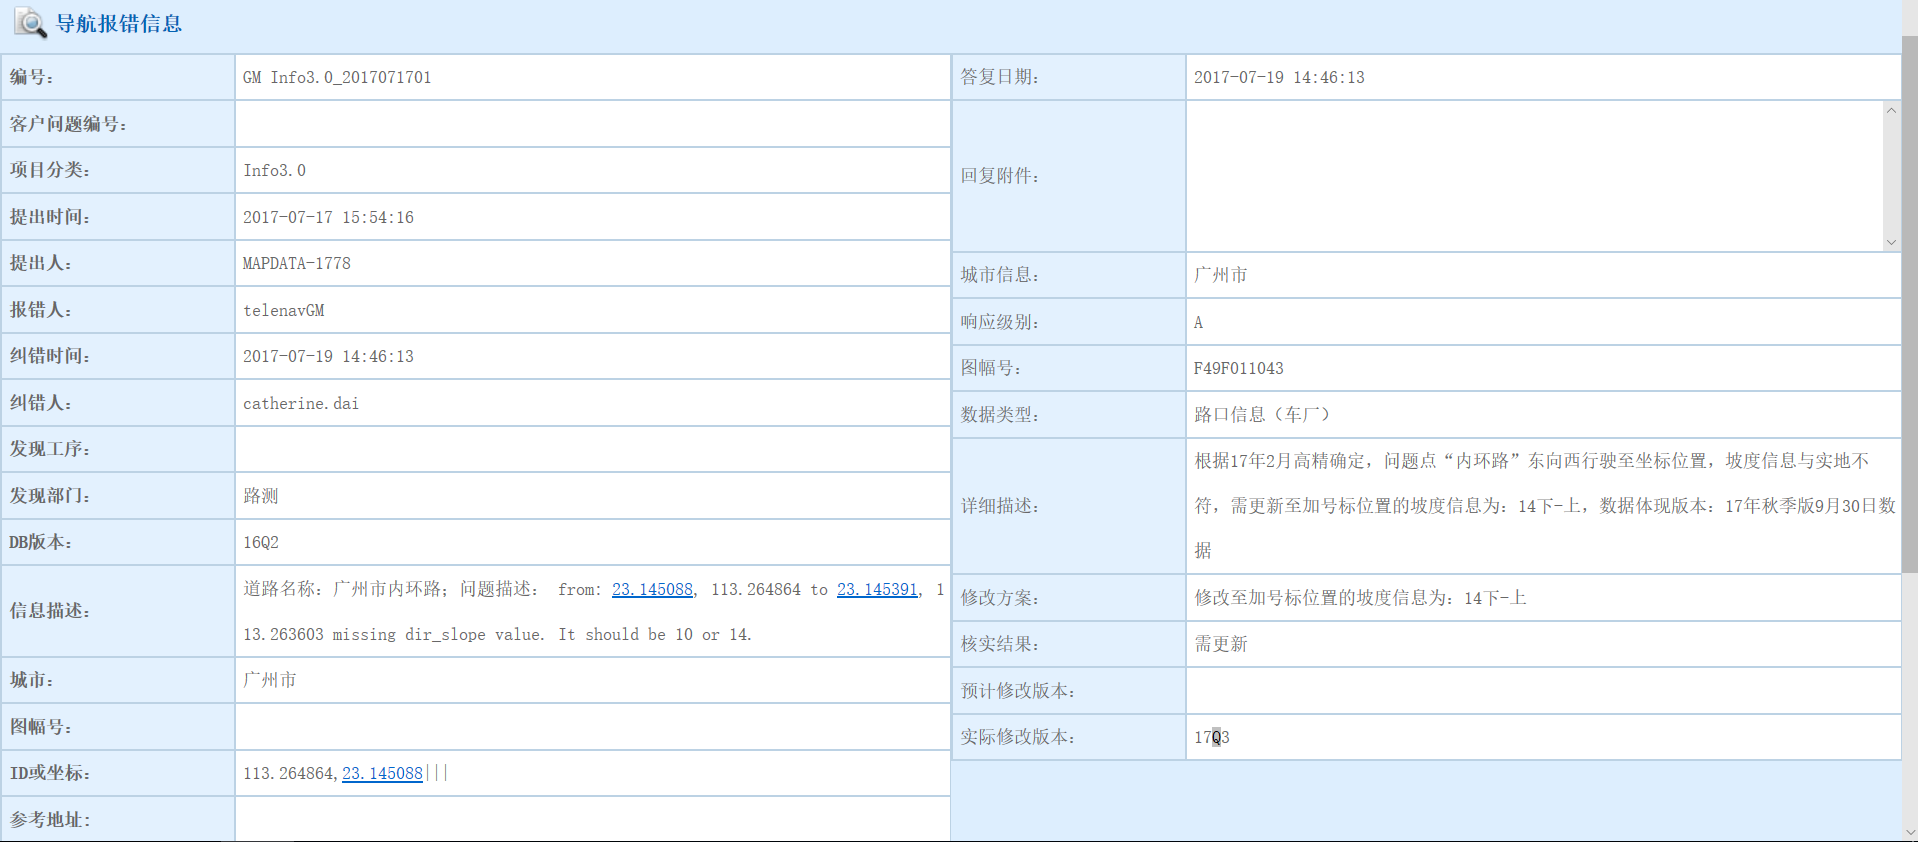 导航报错信息
编号：
GM Info3.0_2017071701
客户问题编号：
项目分类：
Info3.0
提出时间：
2017-07-17 15:54:16
提出人：
MAPDATA-1778
报错人：
telenavGM
纠错时间：
2017-07-19 14:46:13
纠错人：
catherine.dai
发现工序：
发现部门：
路测
DB版本：
16Q2
信息描述：
道路名称：广州市内环路；问题描述： from: 23.145088, 113.264864 to 23.145391, 1
13.263603 missing dir_slope value. It should be 10 or 14.
城市：
广州市
图幅号：
ID或坐标：
113.264864,23.145088|||
参考地址：
答复日期：
2017-07-19 14:46:13
回复附件：
城市信息：
广州市
响应级别：
A
图幅号：
F49F011043
数据类型：
路口信息（车厂）
详细描述：
根据17年2月高精确定，问题点“内环路”东向西行驶至坐标位置，坡度信息与实地不
符，需更新至加号标位置的坡度信息为：14下-上，数据体现版本：17年秋季版9月30日数
据
修改方案：
修改至加号标位置的坡度信息为：14下-上
核实结果：
需更新
预计修改版本：
实际修改版本：
17Q3